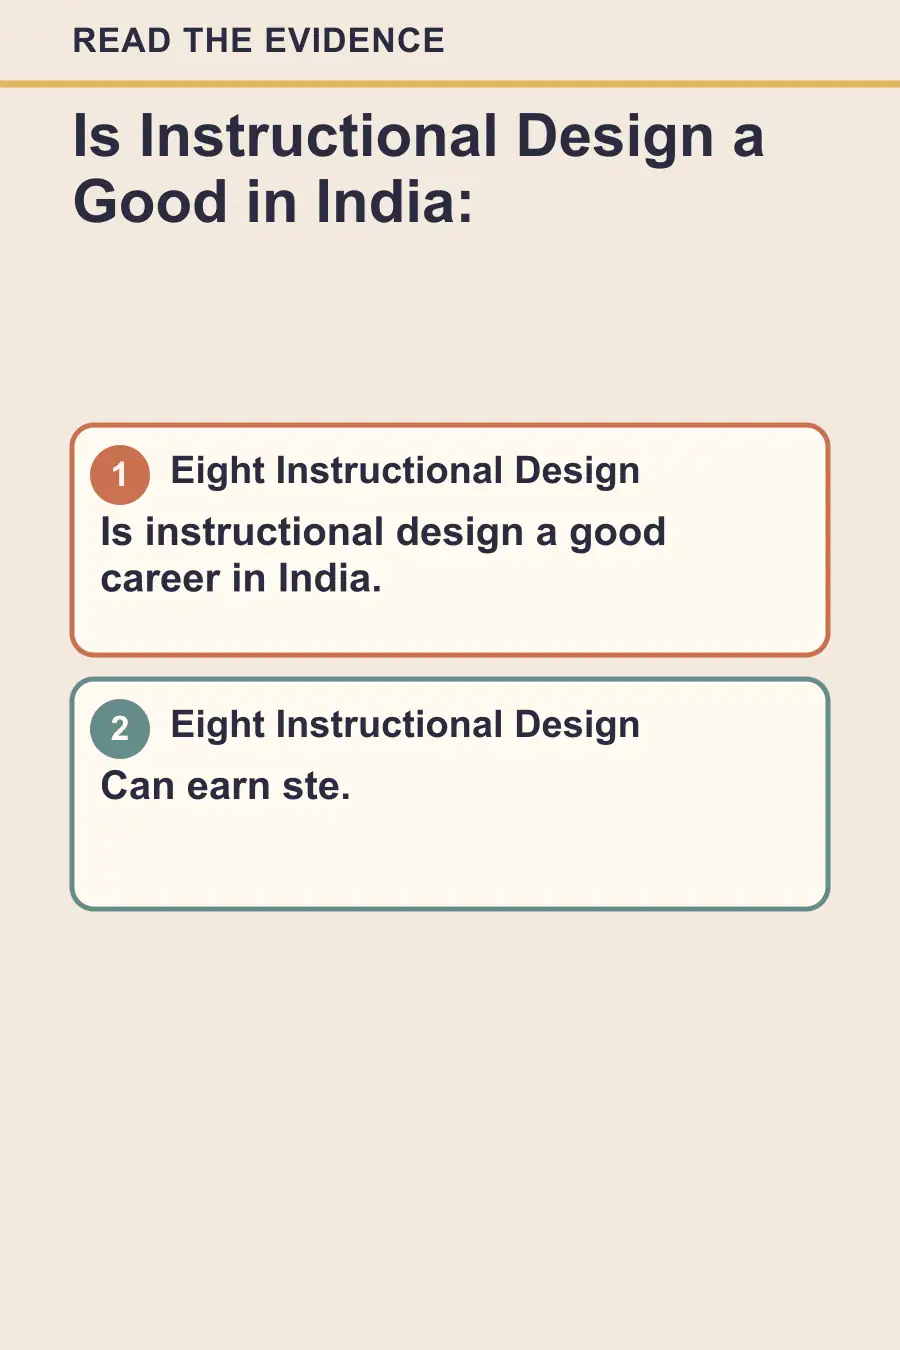 READ THE EVIDENCE
Is Instructional Design a
Good in India:
1 Eight Instructional Design
Is instructional design a good
career in India.
2 Eight Instructional Design
Can earn ste.